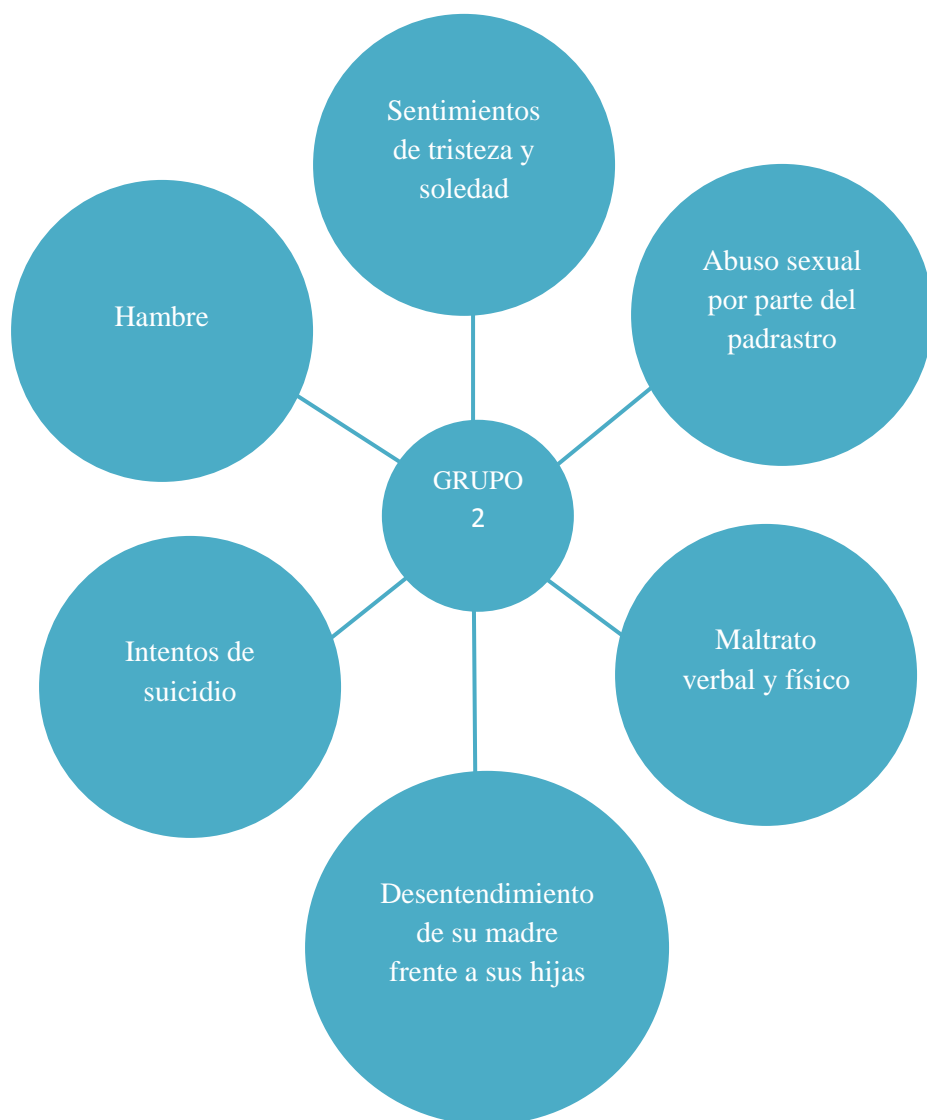 Sentimientos
de tristeza y
soledad
Abuso sexual
por parte del
padrastro
Hambre
GRUPO
2
Maltrato
verbal y físico
Intentos de
suicidio
Desentendimiento
de su madre
frente a sus hijas